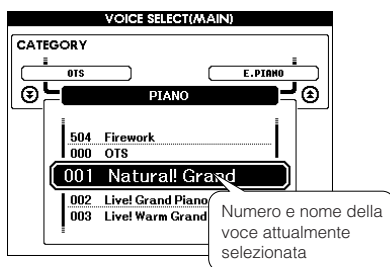 VOICE SELECT(MAIN)
CATEGORY
OTS
E.PIANO
PIANO
504 Firework
000 OTS
001 Natural! Grand
002 Live! Grand Piano
003 Live! Warm Grand
Numero e nome della
voce attualmente
selezionata